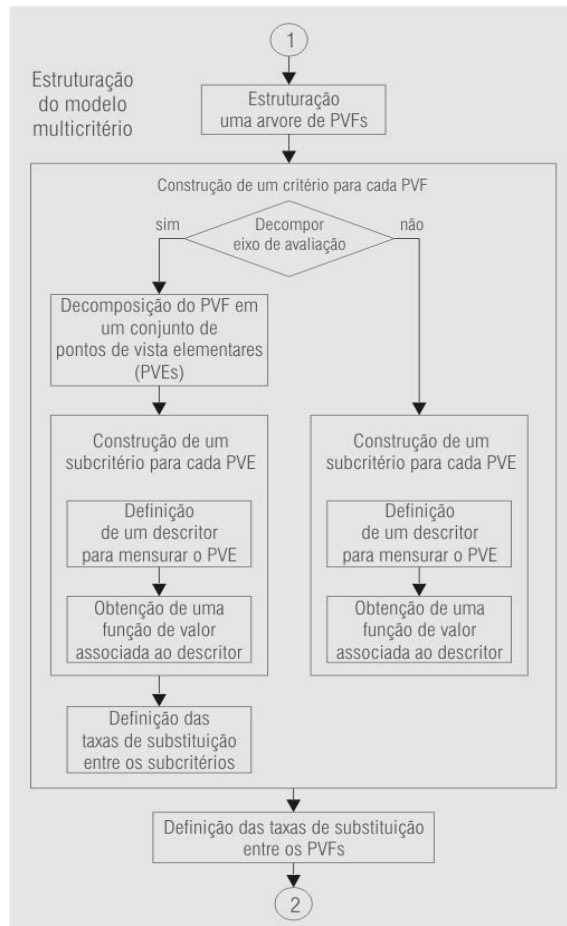 1
Estruturação
do modelo
multicritério
Estruturação
uma arvore de PVFs
Construção de um critério para cada PVF
sim
Decompor
eixo de avaliação
não
Decomposição do PVF em
um conjunto de
pontos de vista elementares
(PVEs)
Construção de um
subcritério para cada PVE
Definição
de um descritor
para mensurar o PVE
Obtenção de uma
função de valor
associada ao descritor
Definição das
taxas de substituição
entre os subcritérios
Construção de um
subcritério para cada PVE
Definição
de um descritor
para mensurar o PVE
Obtenção de uma
função de valor
associada ao descritor
Definição das taxas de substituição
entre os PVFs
2